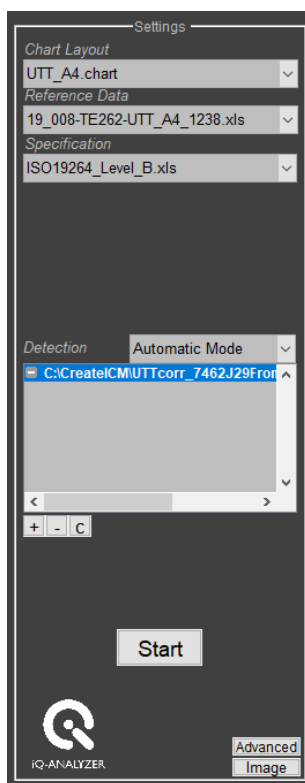 Settings
Chart Layout
UTT_A4.chart
Reference Data
19_008-TE262-UTT_A4_1238.xls
Specification
ISO19264_Level_B.xls
Detection
Automatic Mode
C:\CreateICM\UTTcorr_7462J29Fron
+ - C
Start
iQ-ANALYZER
Advanced
Image